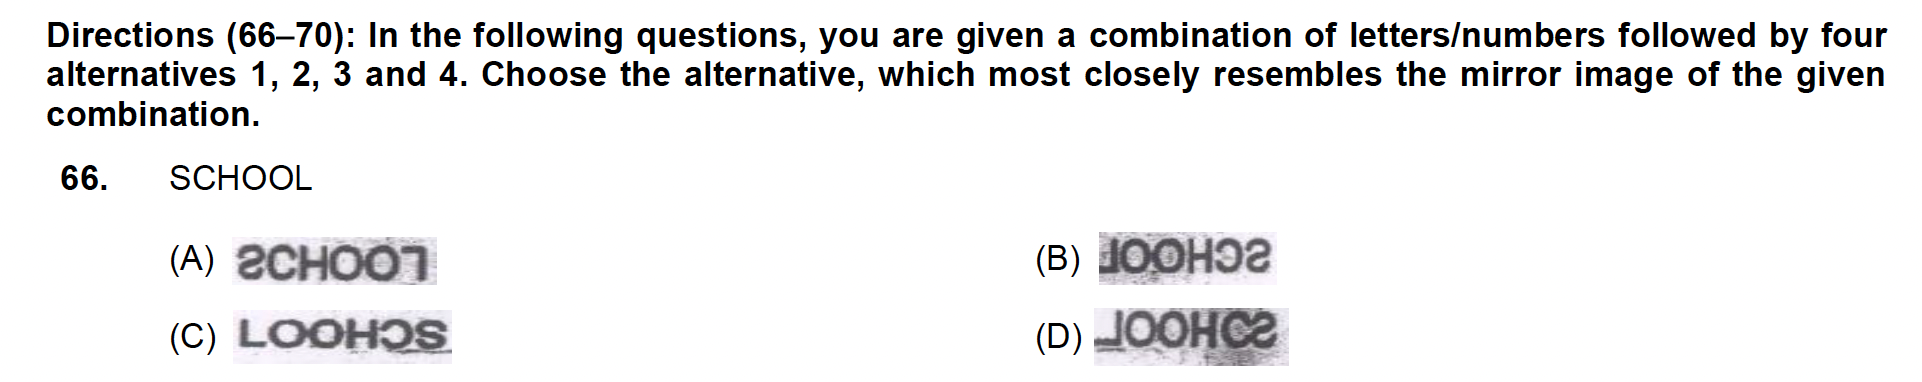 Directions (66–70): In the following questions, you are given a combination of letters/numbers followed by four
alternatives 1, 2, 3 and 4. Choose the alternative, which most closely resembles the mirror image of the given
combination.
66. SCHOOL
(A) ƧCHOO⅂
(B) ⅃OOHƆƧ
(C) LOOHƆS
(D) ⅃OOHCƧ